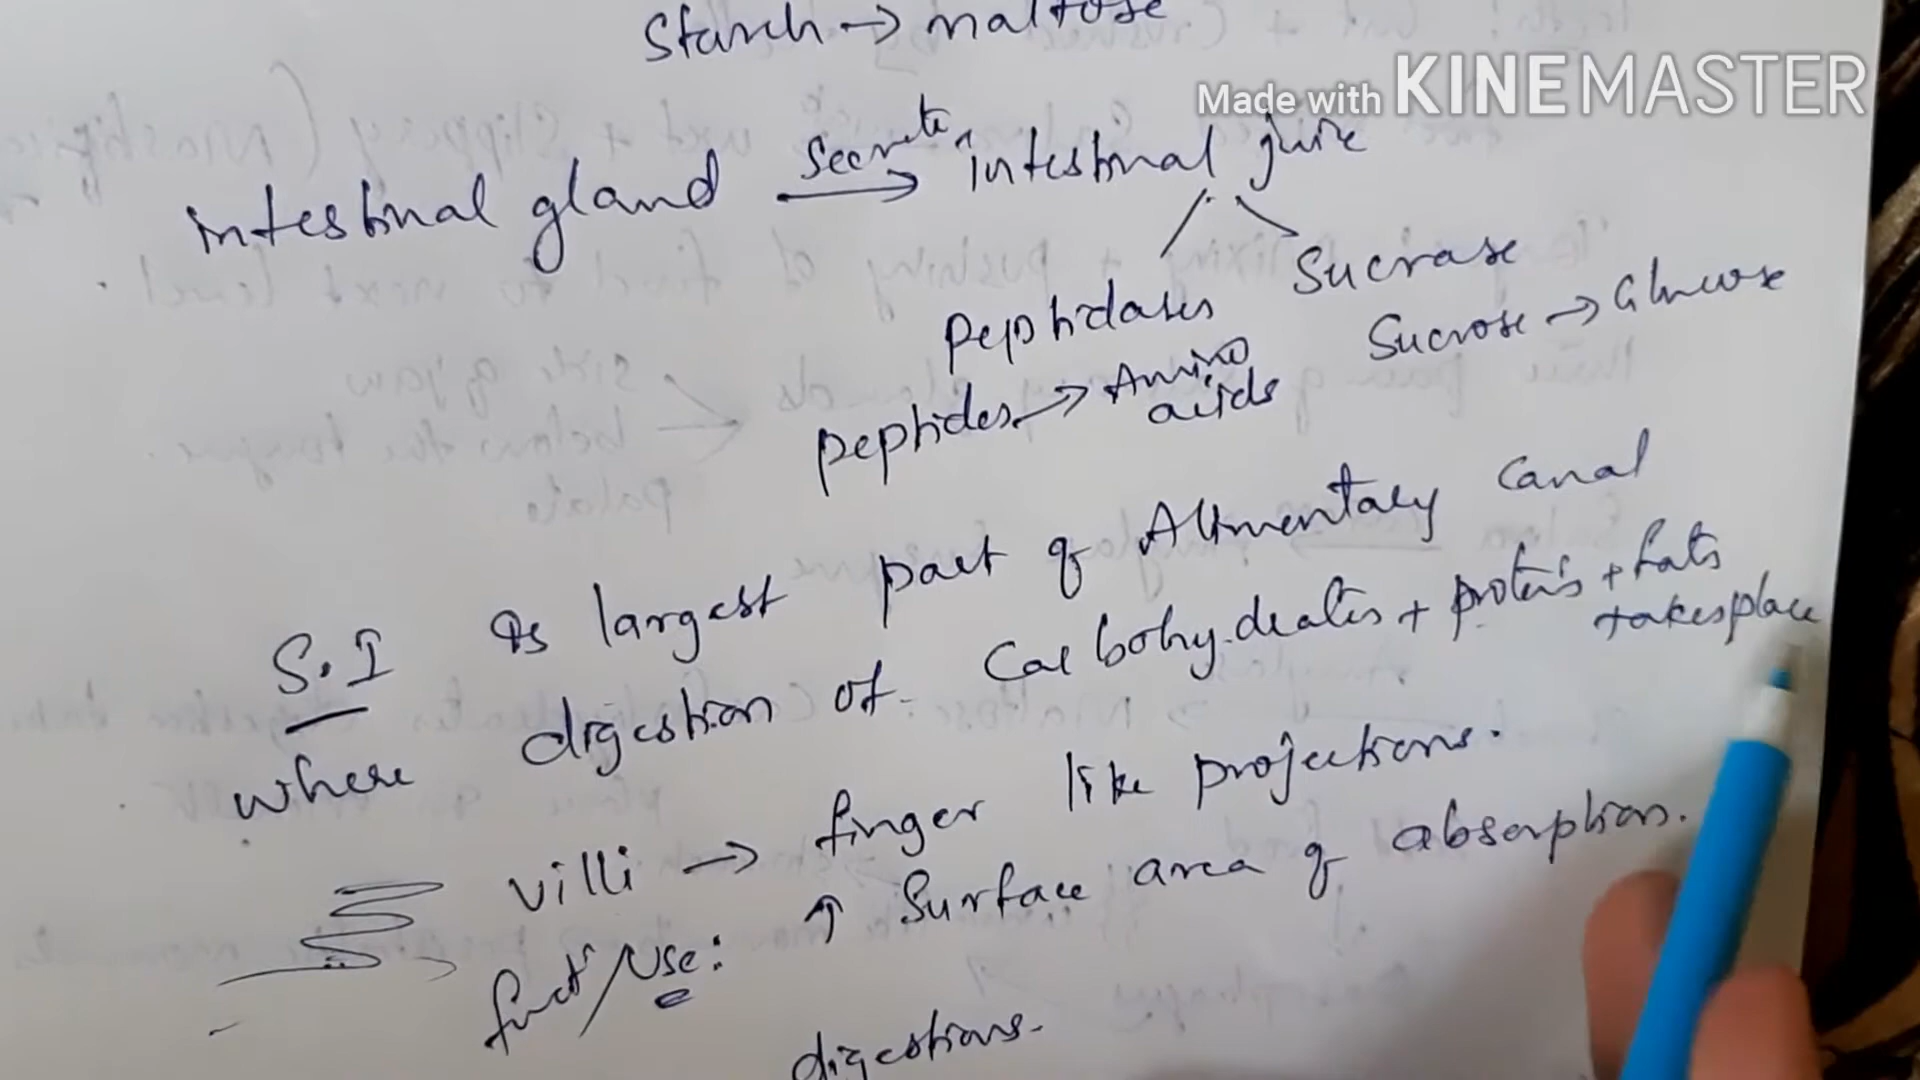 Starch → maltose
Made with KINEMASTER
intestinal gland secrete → intestinal juice
peptidases Sucrase
peptides → Amino acids Sucrose → Glucose
S.I is largest part of Alimentary Canal
where digestion of Carbohydrates + proteins + fats takes place
villi → finger like projections.
funct/Use: ↑ Surface area of absorption.
digestions.